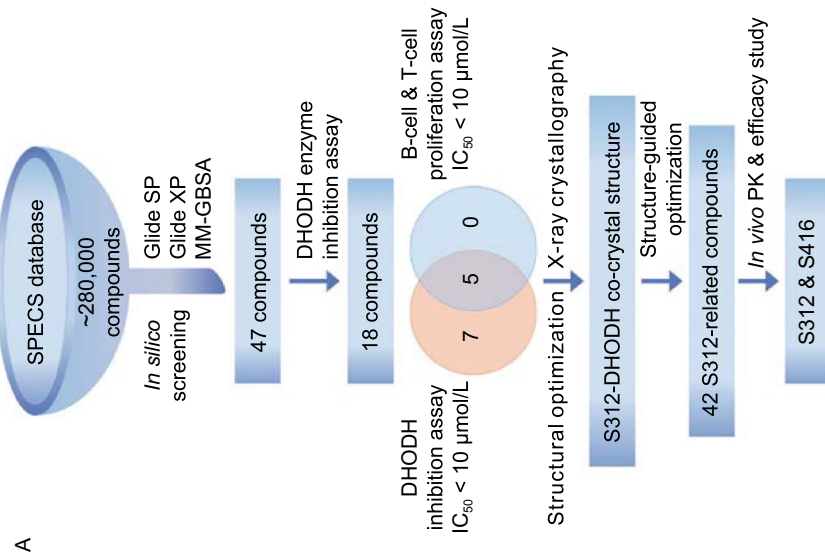 A
SPECS database
~280,000
compounds
In silico
screening
Glide SP
Glide XP
MM-GBSA
47 compounds
DHODH enzyme
inhibition assay
18 compounds
DHODH
inhibition assay
IC50 < 10 μmol/L
7
5
0
B-cell & T-cell
proliferation assay
IC50 < 10 μmol/L
Structural optimization
X-ray crystallography
S312-DHODH co-crystal structure
Structure-guided
optimization
42 S312-related compounds
In vivo PK & efficacy study
S312 & S416